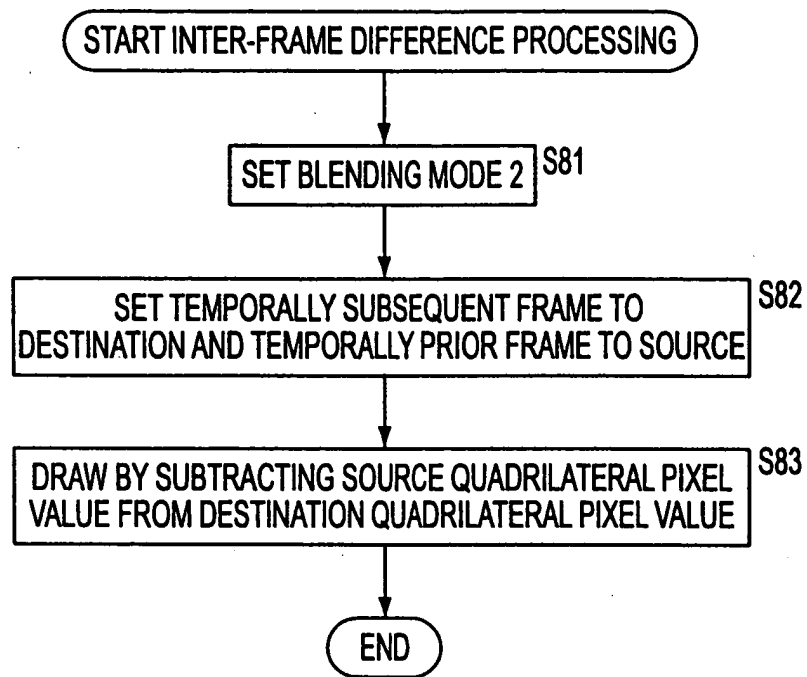 START INTER-FRAME DIFFERENCE PROCESSING
SET BLENDING MODE 2
S81
SET TEMPORALLY SUBSEQUENT FRAME TO
DESTINATION AND TEMPORALLY PRIOR FRAME TO SOURCE
S82
DRAW BY SUBTRACTING SOURCE QUADRILATERAL PIXEL
VALUE FROM DESTINATION QUADRILATERAL PIXEL VALUE
S83
END